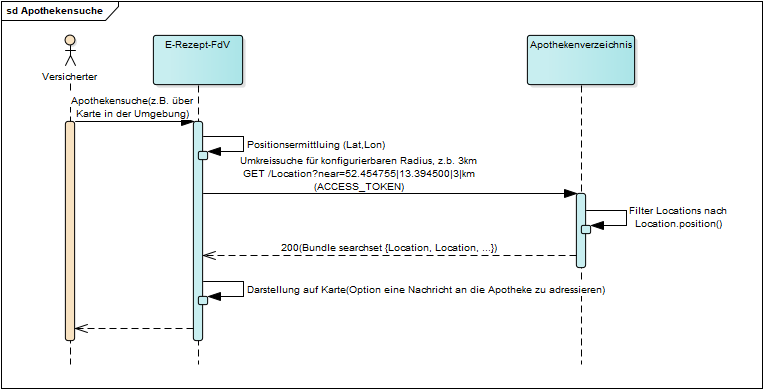 sd Apothekensuche
E-Rezept-FdV
Apothekenverzeichnis
Versicherter
Apothekensuche(z.B. über
Karte in der Umgebung)
Positionsermittluing (Lat,Lon)
Umkreissuche für konfigurierbaren Radius, z.b. 3km
GET /Location?near=52.454755|13.394500|3|km
(ACCESS_TOKEN)
Filter Locations nach
Location.position()
200(Bundle searchset {Location, Location, ...})
Darstellung auf Karte(Option eine Nachricht an die Apotheke zu adressieren)